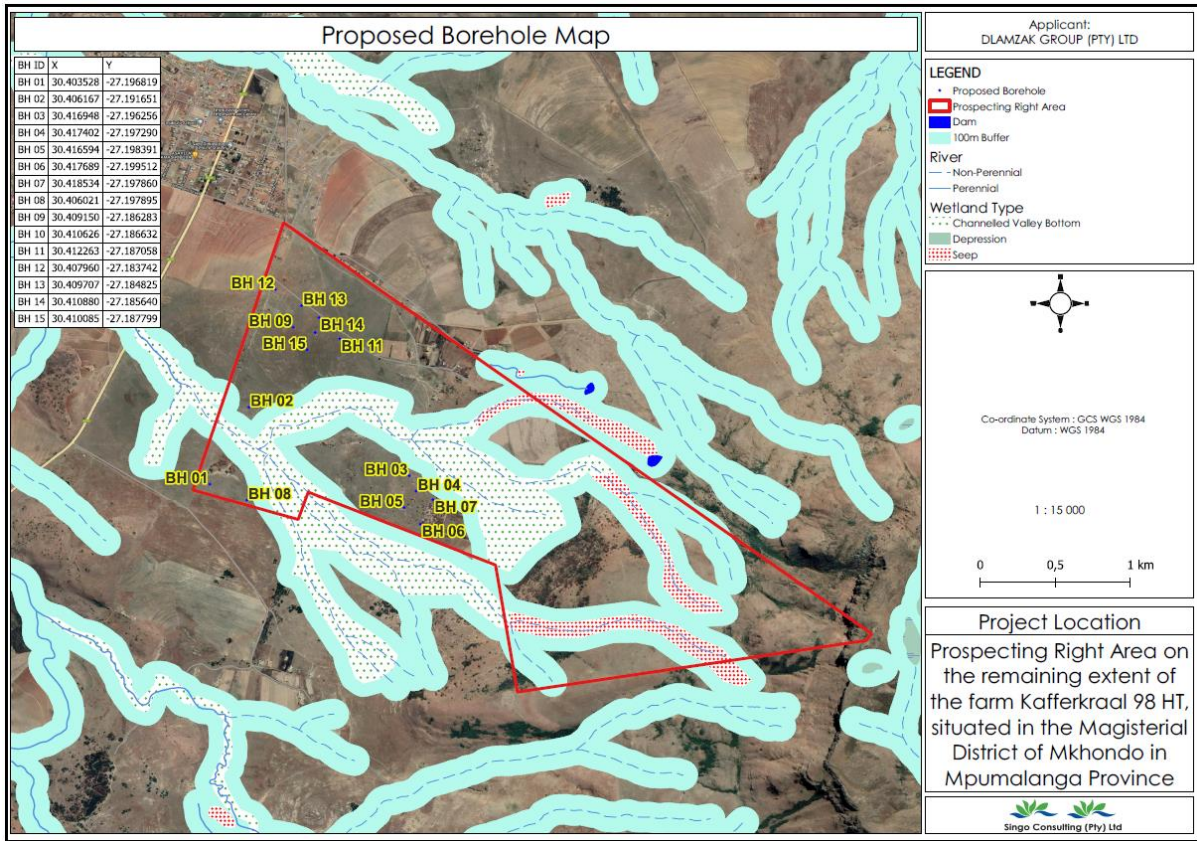 Proposed Borehole Map
BH ID X Y
BH 01 30.403528 -27.196819
BH 02 30.406167 -27.191651
BH 03 30.416948 -27.196256
BH 04 30.417402 -27.197290
BH 05 30.416594 -27.198391
BH 06 30.417689 -27.199512
BH 07 30.418534 -27.197860
BH 08 30.406021 -27.197895
BH 09 30.409150 -27.186283
BH 10 30.410626 -27.186632
BH 11 30.412263 -27.187058
BH 12 30.407960 -27.183742
BH 13 30.409707 -27.184825
BH 14 30.410880 -27.185640
BH 15 30.410085 -27.187799
BH 12
BH 13
BH 09
BH 14
BH 15
BH 11
BH 02
BH 03
BH 01
BH 04
BH 08
BH 05
BH 07
BH 06
Applicant:
DLAMZAK GROUP (PTY) LTD
LEGEND
Proposed Borehole
Prospecting Right Area
Dam
100m Buffer
River
Non-Perennial
Perennial
Wetland Type
Channelled Valley Bottom
Depression
Seep
Co-ordinate System : GCS WGS 1984
Datum : WGS 1984
1 : 15 000
0 0,5 1 km
Project Location
Prospecting Right Area on
the remaining extent of
the farm Kafferkraal 98 HT,
situated in the Magisterial
District of Mkhondo in
Mpumalanga Province
Singo Consulting (Pty) Ltd